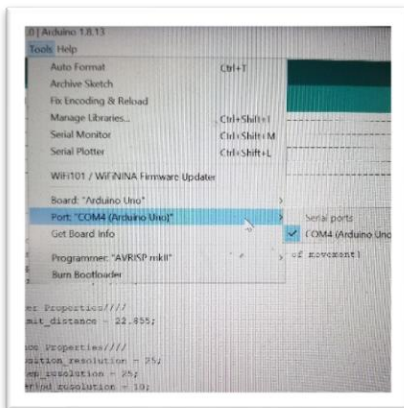 | Arduino 1.8.13
Tools Help
Auto Format Ctrl+T
Archive Sketch
Fix Encoding & Reload
Manage Libraries... Ctrl+Shift+I
Serial Monitor Ctrl+Shift+M
Serial Plotter Ctrl+Shift+L
WiFi101 / WiFiNINA Firmware Updater
Board: "Arduino Uno"
Port: "COM4 (Arduino Uno)"
Serial ports
Get Board Info
COM4 (Arduino Uno
Programmer: "AVRISP mkII"
of movement]
Burn Bootloader
Properties////
mit_distance = 22.855;
Properties////
resolution = 25;
resolution = 25;
resolution = 10;